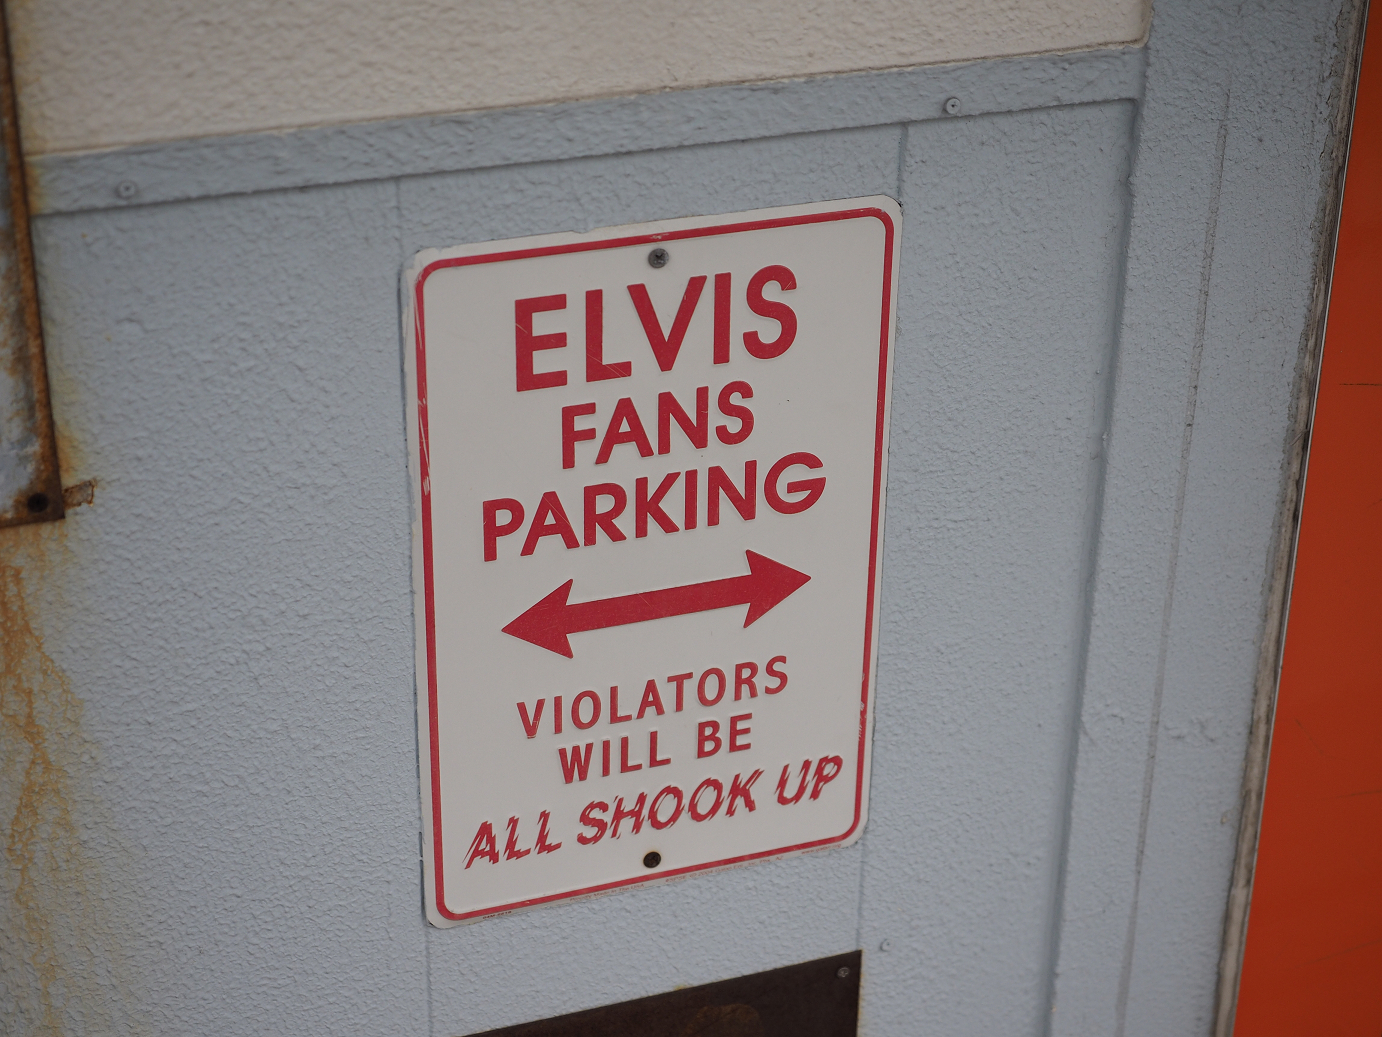 ELVIS
FANS
PARKING
VIOLATORS
WILL BE
ALL SHOOK UP